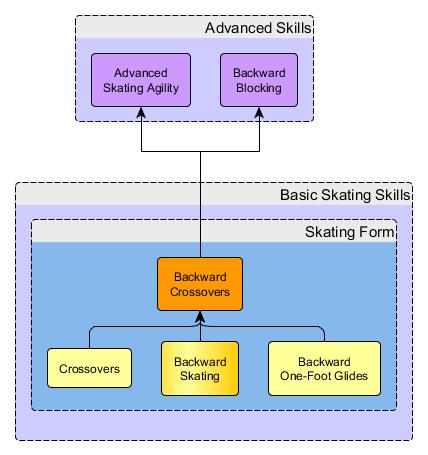 Advanced Skills
Advanced
Skating Agility
Backward
Blocking
Basic Skating Skills
Skating Form
Backward
Crossovers
Crossovers
Backward
Skating
Backward
One-Foot Glides